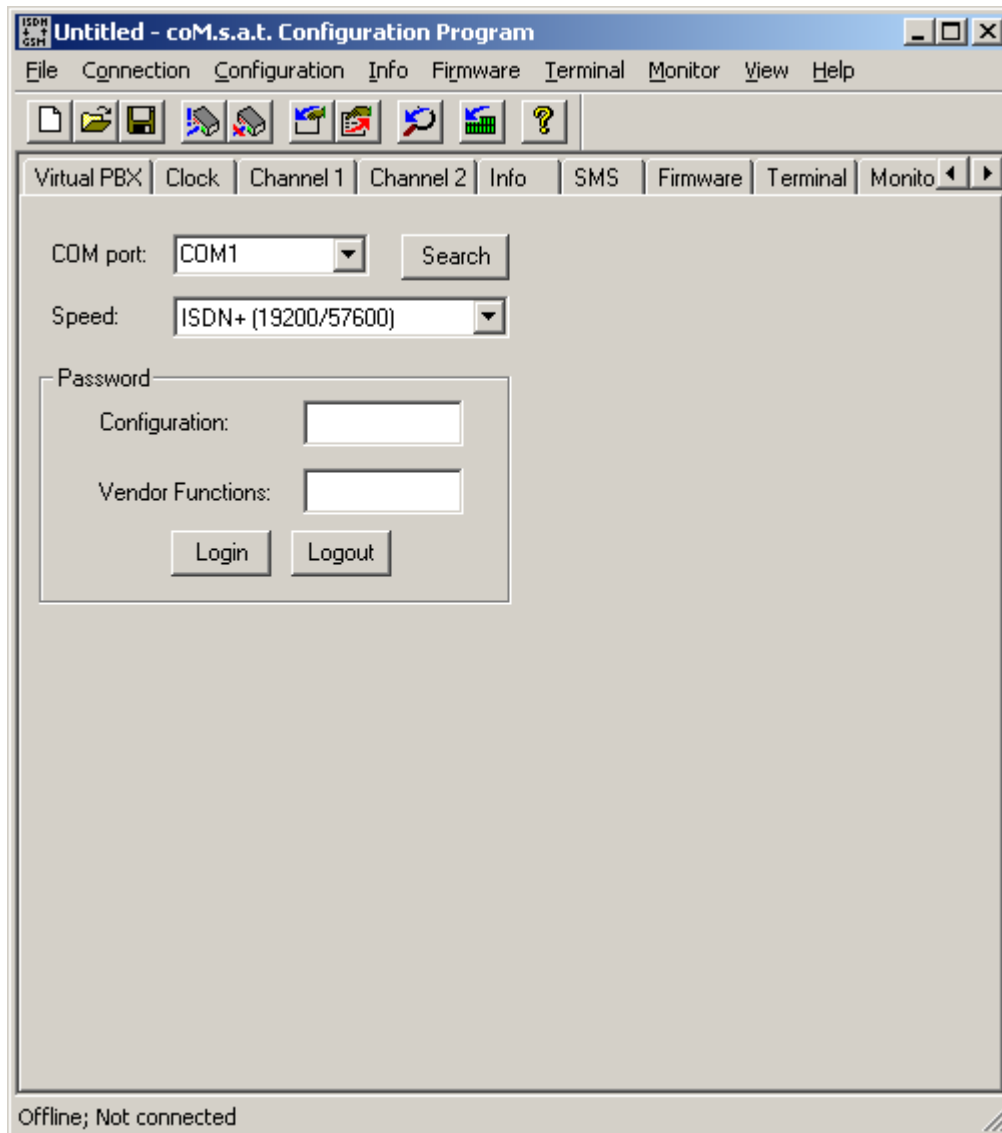 ISDN
GSM
Untitled - coM.s.a.t. Configuration Program
File Connection Configuration Info Firmware Terminal Monitor View Help
Virtual PBX Clock Channel 1 Channel 2 Info SMS Firmware Terminal Monito
COM port: COM1 Search
Speed: ISDN+ (19200/57600)
Password
Configuration:
Vendor Functions:
Login Logout
Offline; Not connected